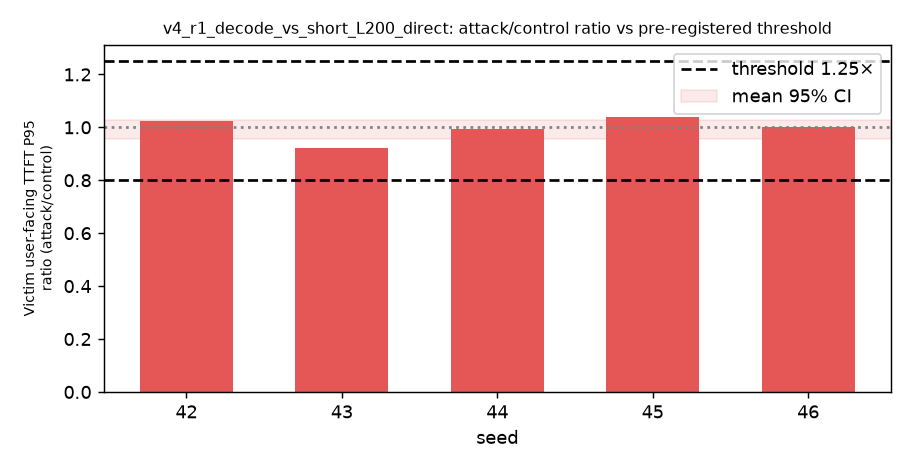 v4_r1_decode_vs_short_L200_direct: attack/control ratio vs pre-registered threshold
Victim user-facing TTFT P95
ratio (attack/control)
1.2
1.0
0.8
0.6
0.4
0.2
0.0
threshold 1.25×
mean 95% CI
42
43
44
45
46
seed